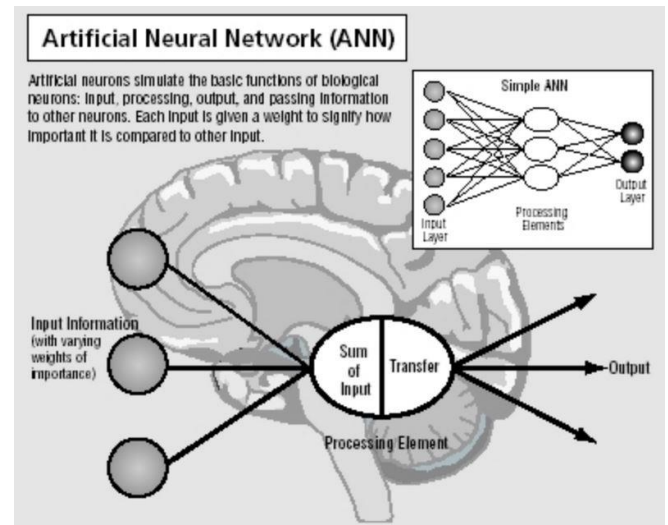 Artificial Neural Network (ANN)
Artificial neurons simulate the basic functions of biological
neurons: input, processing, output, and passing information
to other neurons. Each input is given a weight to signify how
important it is compared to other input.
Simple ANN
Input
Layer
Processing
Elements
Output
Layer
Input Information
(with varying
weights of
importance)
Sum
of
Input
Transfer
Output
Processing Element